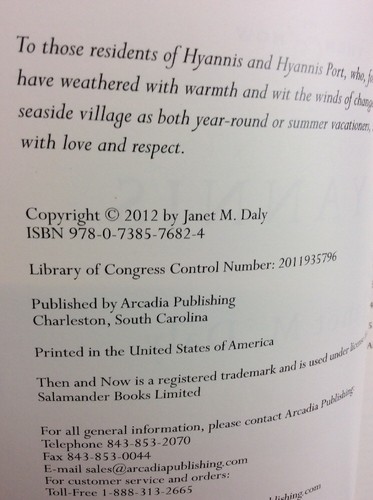 To those residents of Hyannis and Hyannis Port, who,
have weathered with warmth and wit the winds of change
seaside village as both year-round or summer vacationers,
with love and respect.
Copyright © 2012 by Janet M. Daly
ISBN 978-0-7385-7682-4
Library of Congress Control Number: 2011935796
Published by Arcadia Publishing
Charleston, South Carolina
Printed in the United States of America
Then and Now is a registered trademark and is used under license
Salamander Books Limited
For all general information, please contact Arcadia Publishing
Telephone 843-853-2070
Fax 843-853-0044
E-mail sales@arcadiapublishing.com
For customer service and orders:
Toll-Free 1-888-313-2665